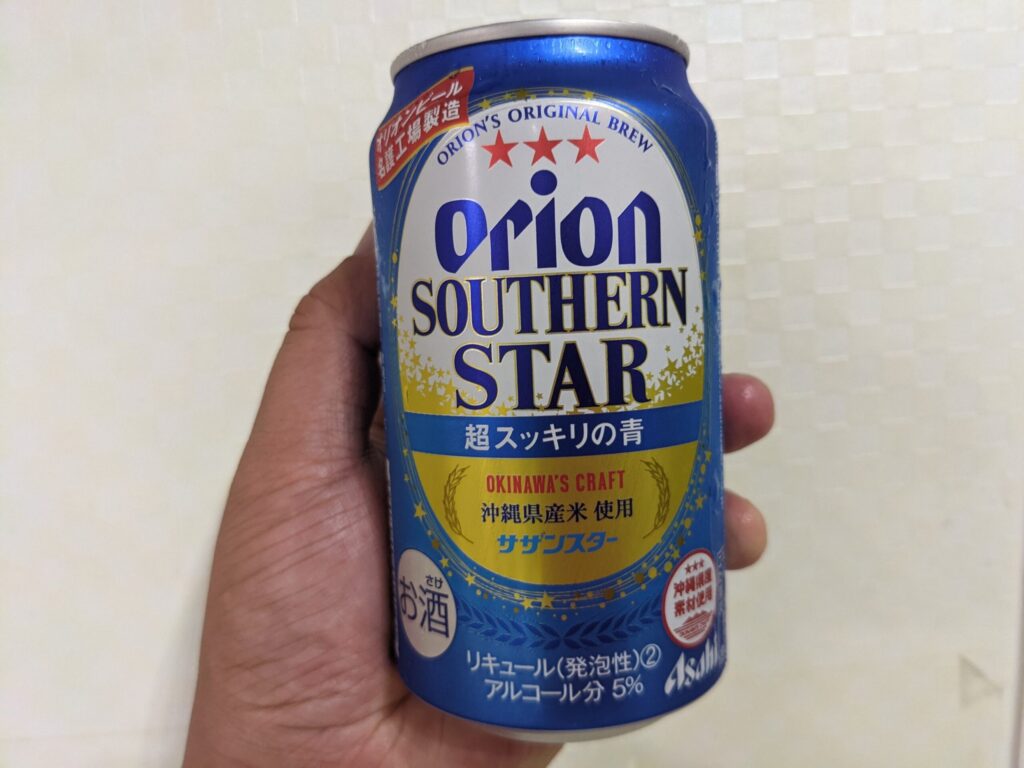 オリオンビール
名護工場製造
ORION'S ORIGINAL BREW
orion
SOUTHERN
STAR
超スッキリの青
OKINAWA'S CRAFT
沖縄県産米 使用
サザンスター
さけ
お酒
沖縄県産
素材使用
リキュール(発泡性)②
アルコール分 5%
Asahi